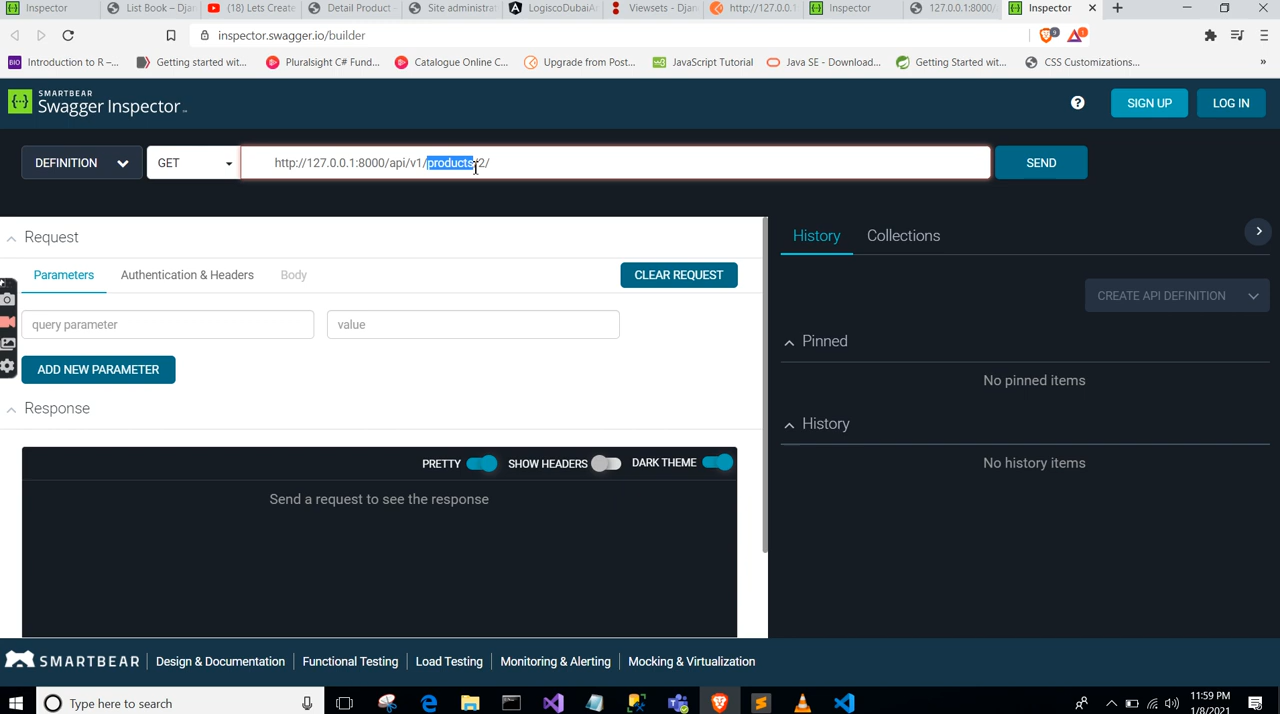 Inspector
List Book – Djan
(18) Lets Create
Detail Product –
Site administrat
LogiscoDubaiAr
Viewsets - Djan
http://127.0.0.1:
Inspector
127.0.0.1:8000/
Inspector
inspector.swagger.io/builder
9
1
BIO Introduction to R –...
Getting started wit...
Pluralsight C# Fund...
Catalogue Online C...
Upgrade from Post...
JavaScript Tutorial
Java SE - Download...
Getting Started wit...
CSS Customizations...
»
{··} SMARTBEAR
Swagger Inspector
?
SIGN UP
LOG IN
DEFINITION
GET
http://127.0.0.1:8000/api/v1/products/2/
SEND
Request
Parameters
Authentication & Headers
Body
CLEAR REQUEST
query parameter
value
ADD NEW PARAMETER
Response
PRETTY
SHOW HEADERS
DARK THEME
Send a request to see the response
History
Collections
CREATE API DEFINITION
Pinned
No pinned items
History
No history items
SMARTBEAR
Design & Documentation
Functional Testing
Load Testing
Monitoring & Alerting
Mocking & Virtualization
Type here to search
11:59 PM
1/8/2021